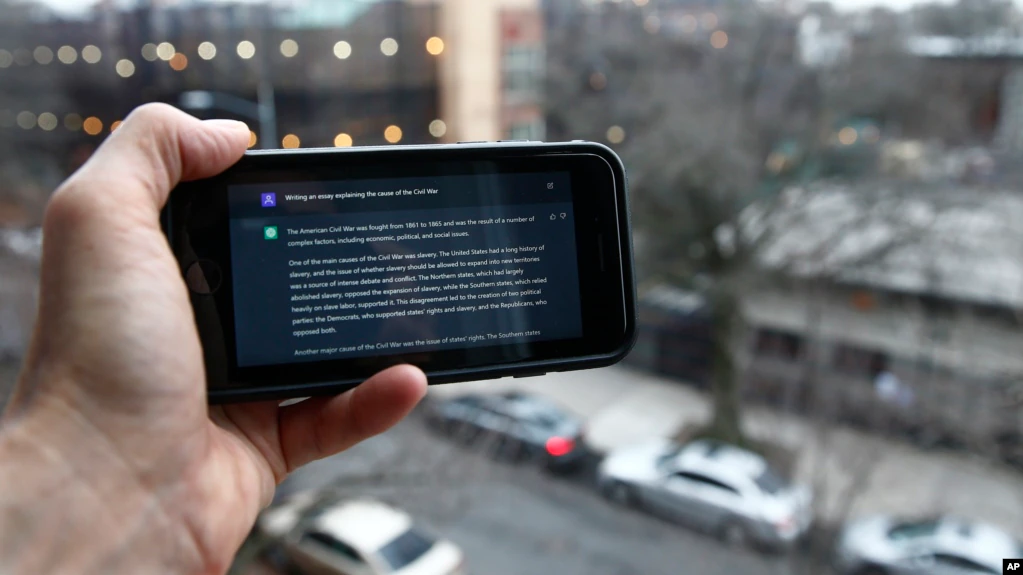 Writing an essay explaining the cause of the Civil War
The American Civil War was fought from 1861 to 1865 and was the result of a number of
complex factors, including economic, political, and social issues.
One of the main causes of the Civil War was slavery. The United States had a long history of
slavery, and the issue of whether slavery should be allowed to expand into new territories
was a source of intense debate and conflict. The Northern states, which had largely
abolished slavery, opposed the expansion of slavery, while the Southern states, which relied
heavily on slave labor, supported it. This disagreement led to the creation of two political
parties: the Democrats, who supported states' rights and slavery, and the Republicans, who
opposed both.
Another major cause of the Civil War was the issue of states' rights. The Southern states
AP